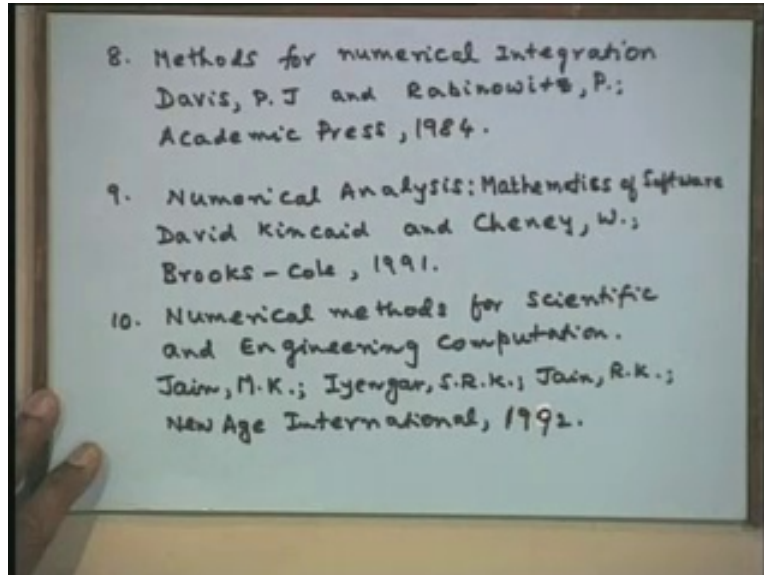 8. Methods for numerical Integration
Davis, P.J and Rabinowitz, P.;
Academic Press, 1984.
9. Numerical Analysis: Mathemetics of Software
David Kincaid and Cheney, W.;
Brooks - Cole, 1991.
10. Numerical methods for scientific
and Engineering computation.
Jain, M.K.; Iyengar, S.R.K.; Jain, R.K.;
New Age International, 1992.